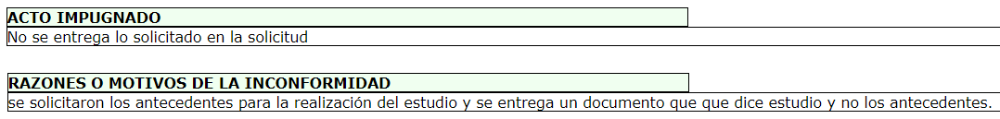 ACTO IMPUGNADO
No se entrega lo solicitado en la solicitud
RAZONES O MOTIVOS DE LA INCONFORMIDAD
se solicitaron los antecedentes para la realización del estudio y se entrega un documento que que dice estudio y no los antecedentes.